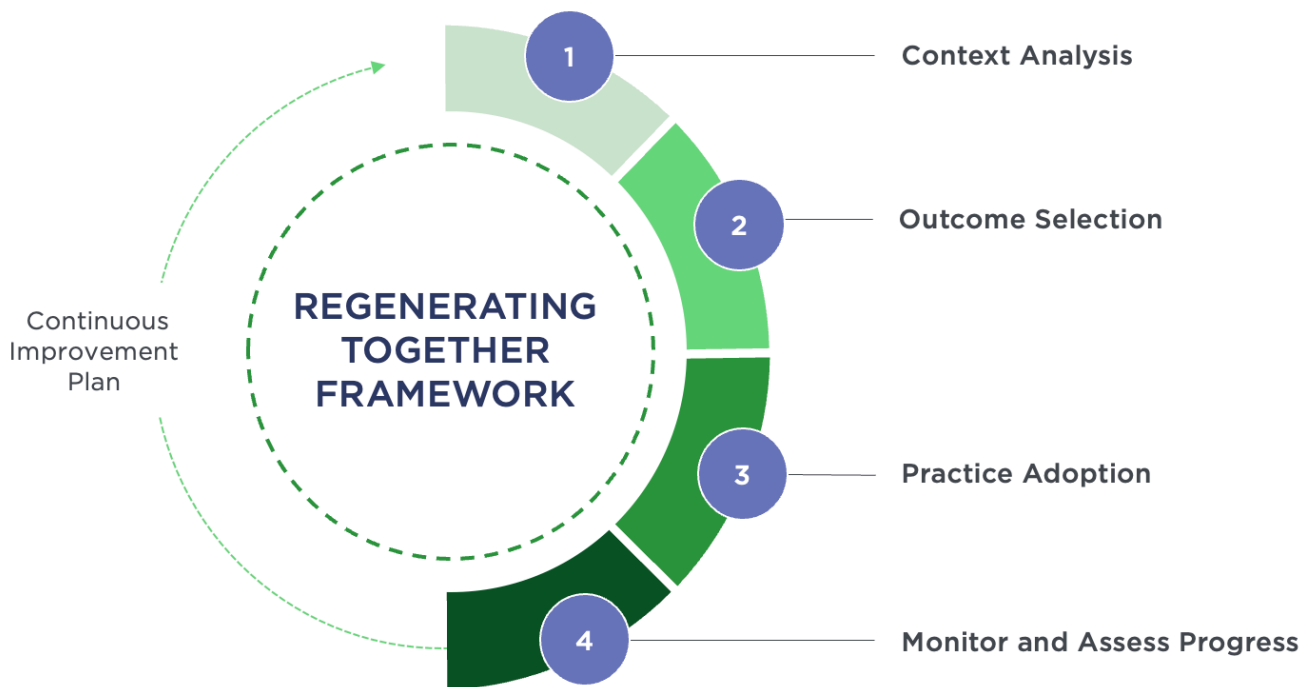 1
Context Analysis
2
Outcome Selection
REGENERATING
TOGETHER
FRAMEWORK
Continuous
Improvement
Plan
3
Practice Adoption
4
Monitor and Assess Progress